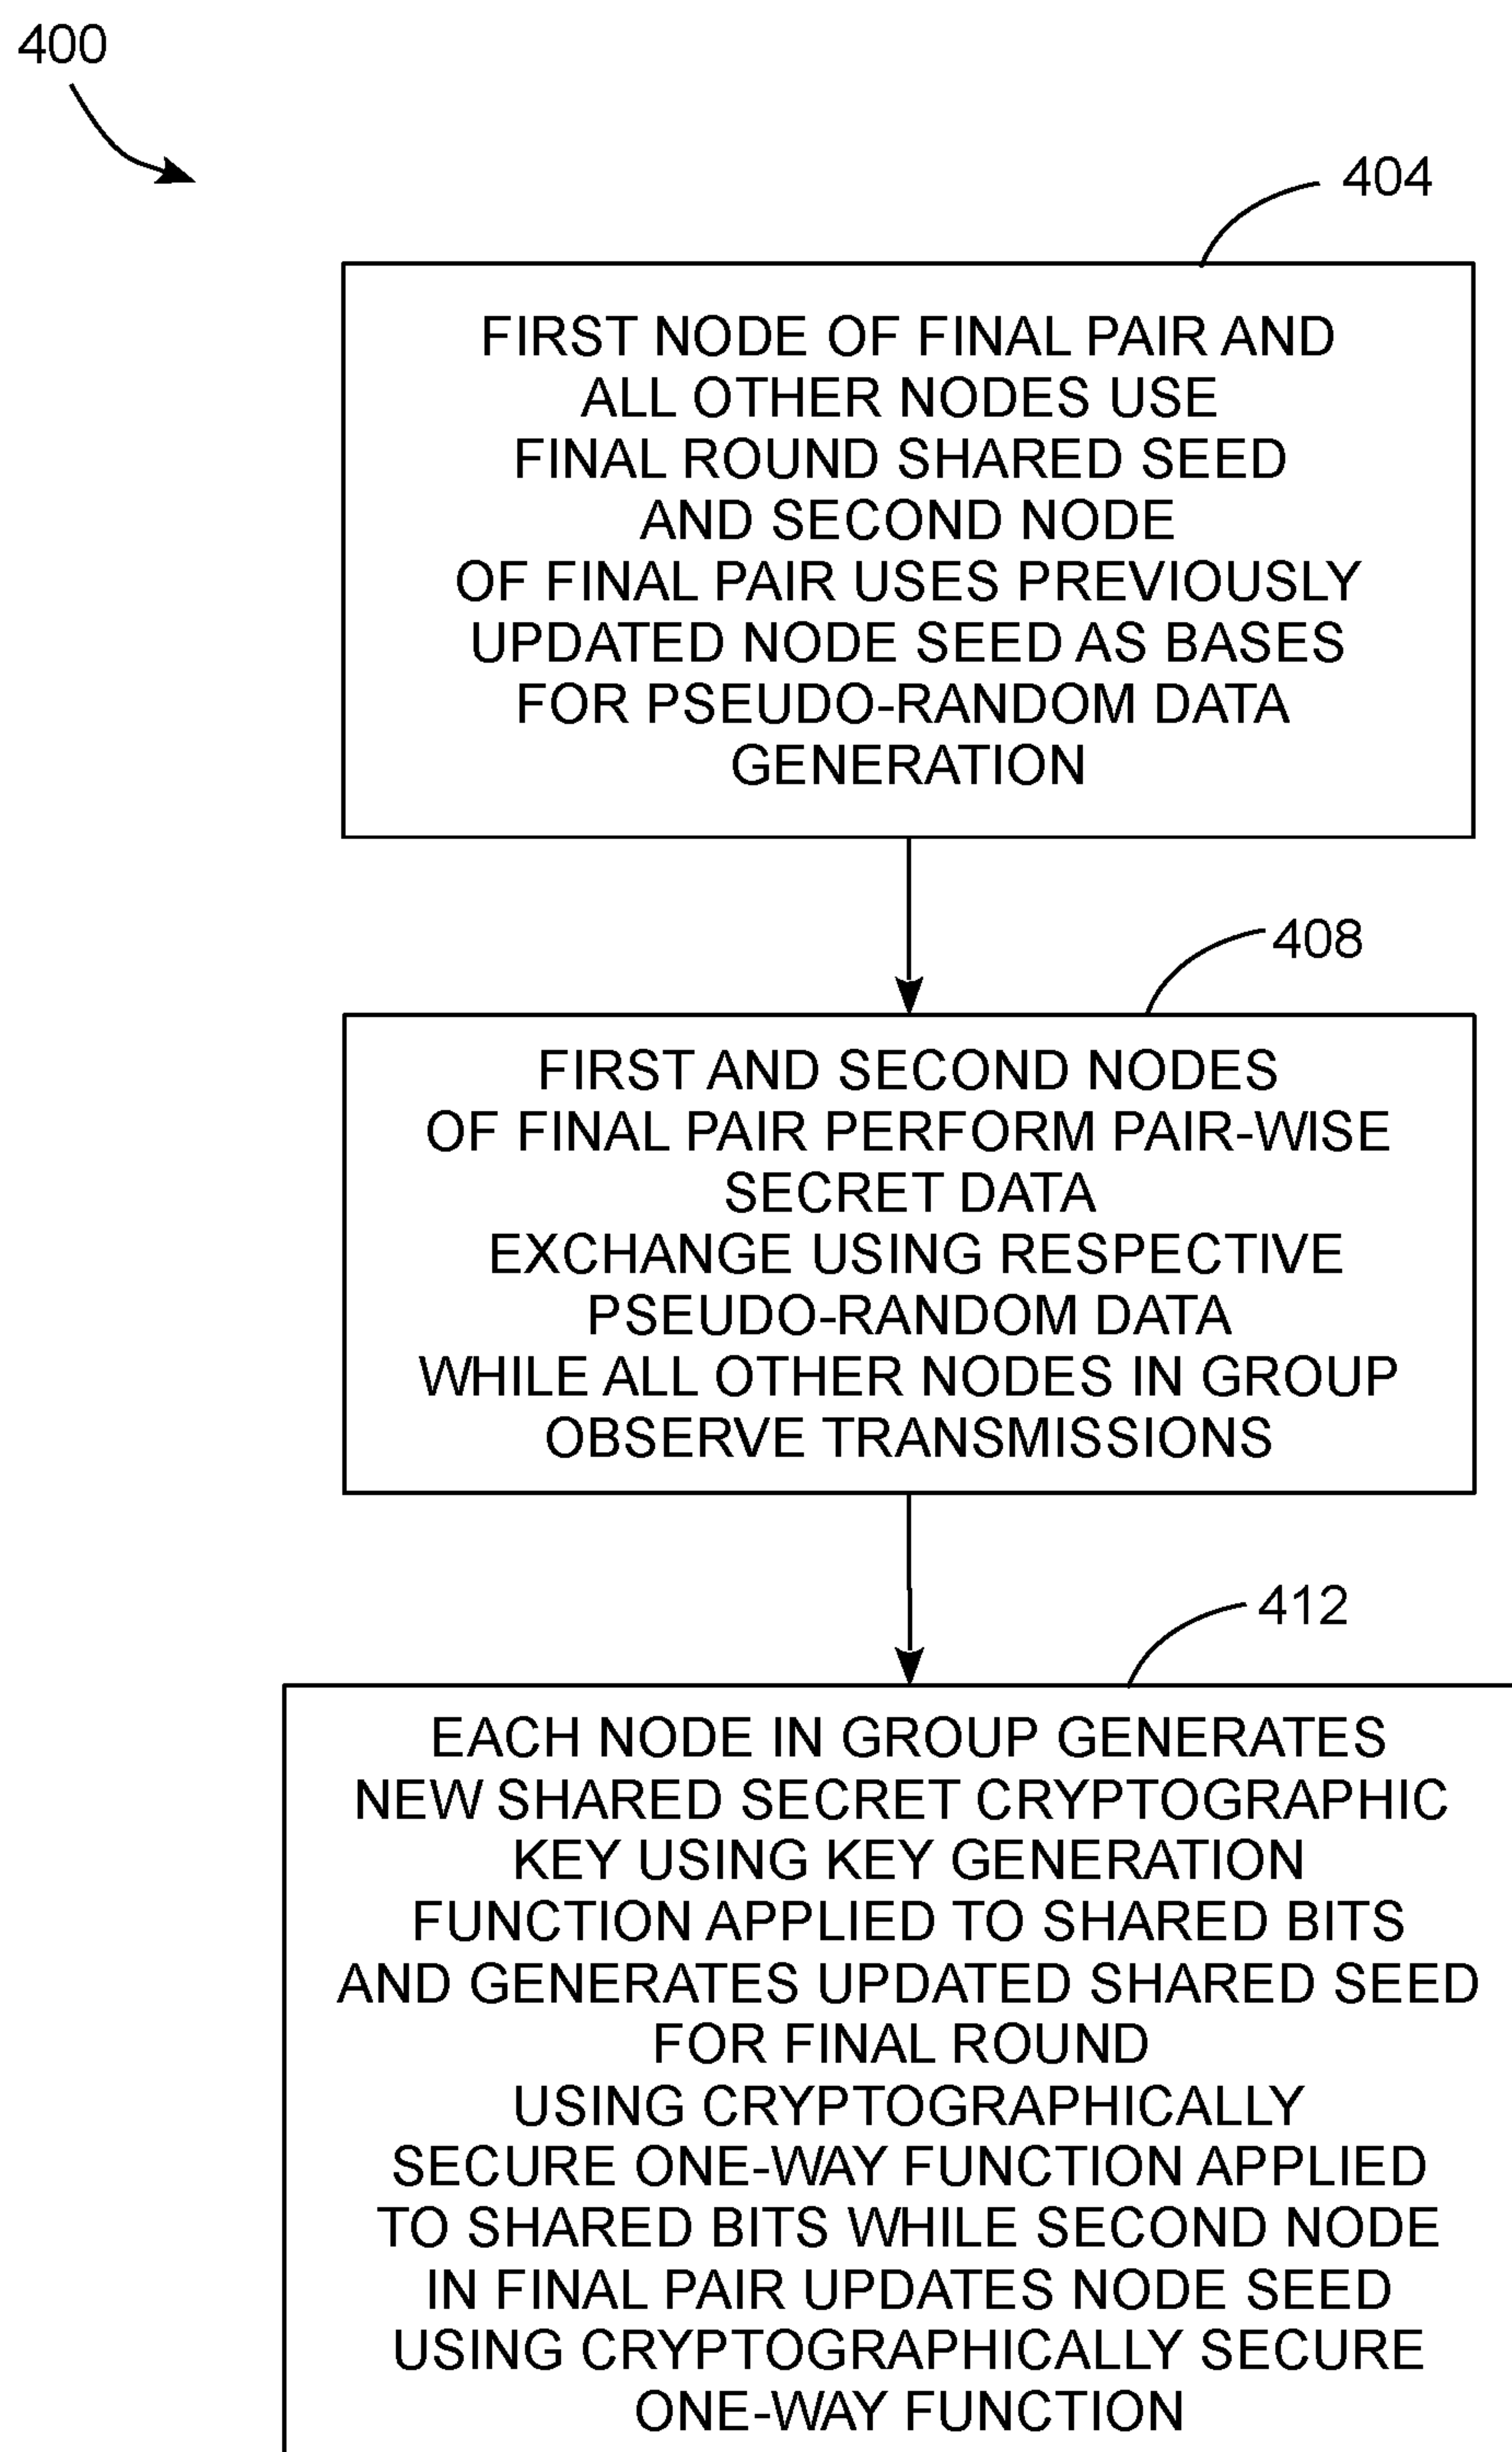 400
404
FIRST NODE OF FINAL PAIR AND
ALL OTHER NODES USE
FINAL ROUND SHARED SEED
AND SECOND NODE
OF FINAL PAIR USES PREVIOUSLY
UPDATED NODE SEED AS BASES
FOR PSEUDO-RANDOM DATA
GENERATION
408
FIRST AND SECOND NODES
OF FINAL PAIR PERFORM PAIR-WISE
SECRET DATA
EXCHANGE USING RESPECTIVE
PSEUDO-RANDOM DATA
WHILE ALL OTHER NODES IN GROUP
OBSERVE TRANSMISSIONS
412
EACH NODE IN GROUP GENERATES
NEW SHARED SECRET CRYPTOGRAPHIC
KEY USING KEY GENERATION
FUNCTION APPLIED TO SHARED BITS
AND GENERATES UPDATED SHARED SEED
FOR FINAL ROUND
USING CRYPTOGRAPHICALLY
SECURE ONE-WAY FUNCTION APPLIED
TO SHARED BITS WHILE SECOND NODE
IN FINAL PAIR UPDATES NODE SEED
USING CRYPTOGRAPHICALLY SECURE
ONE-WAY FUNCTION